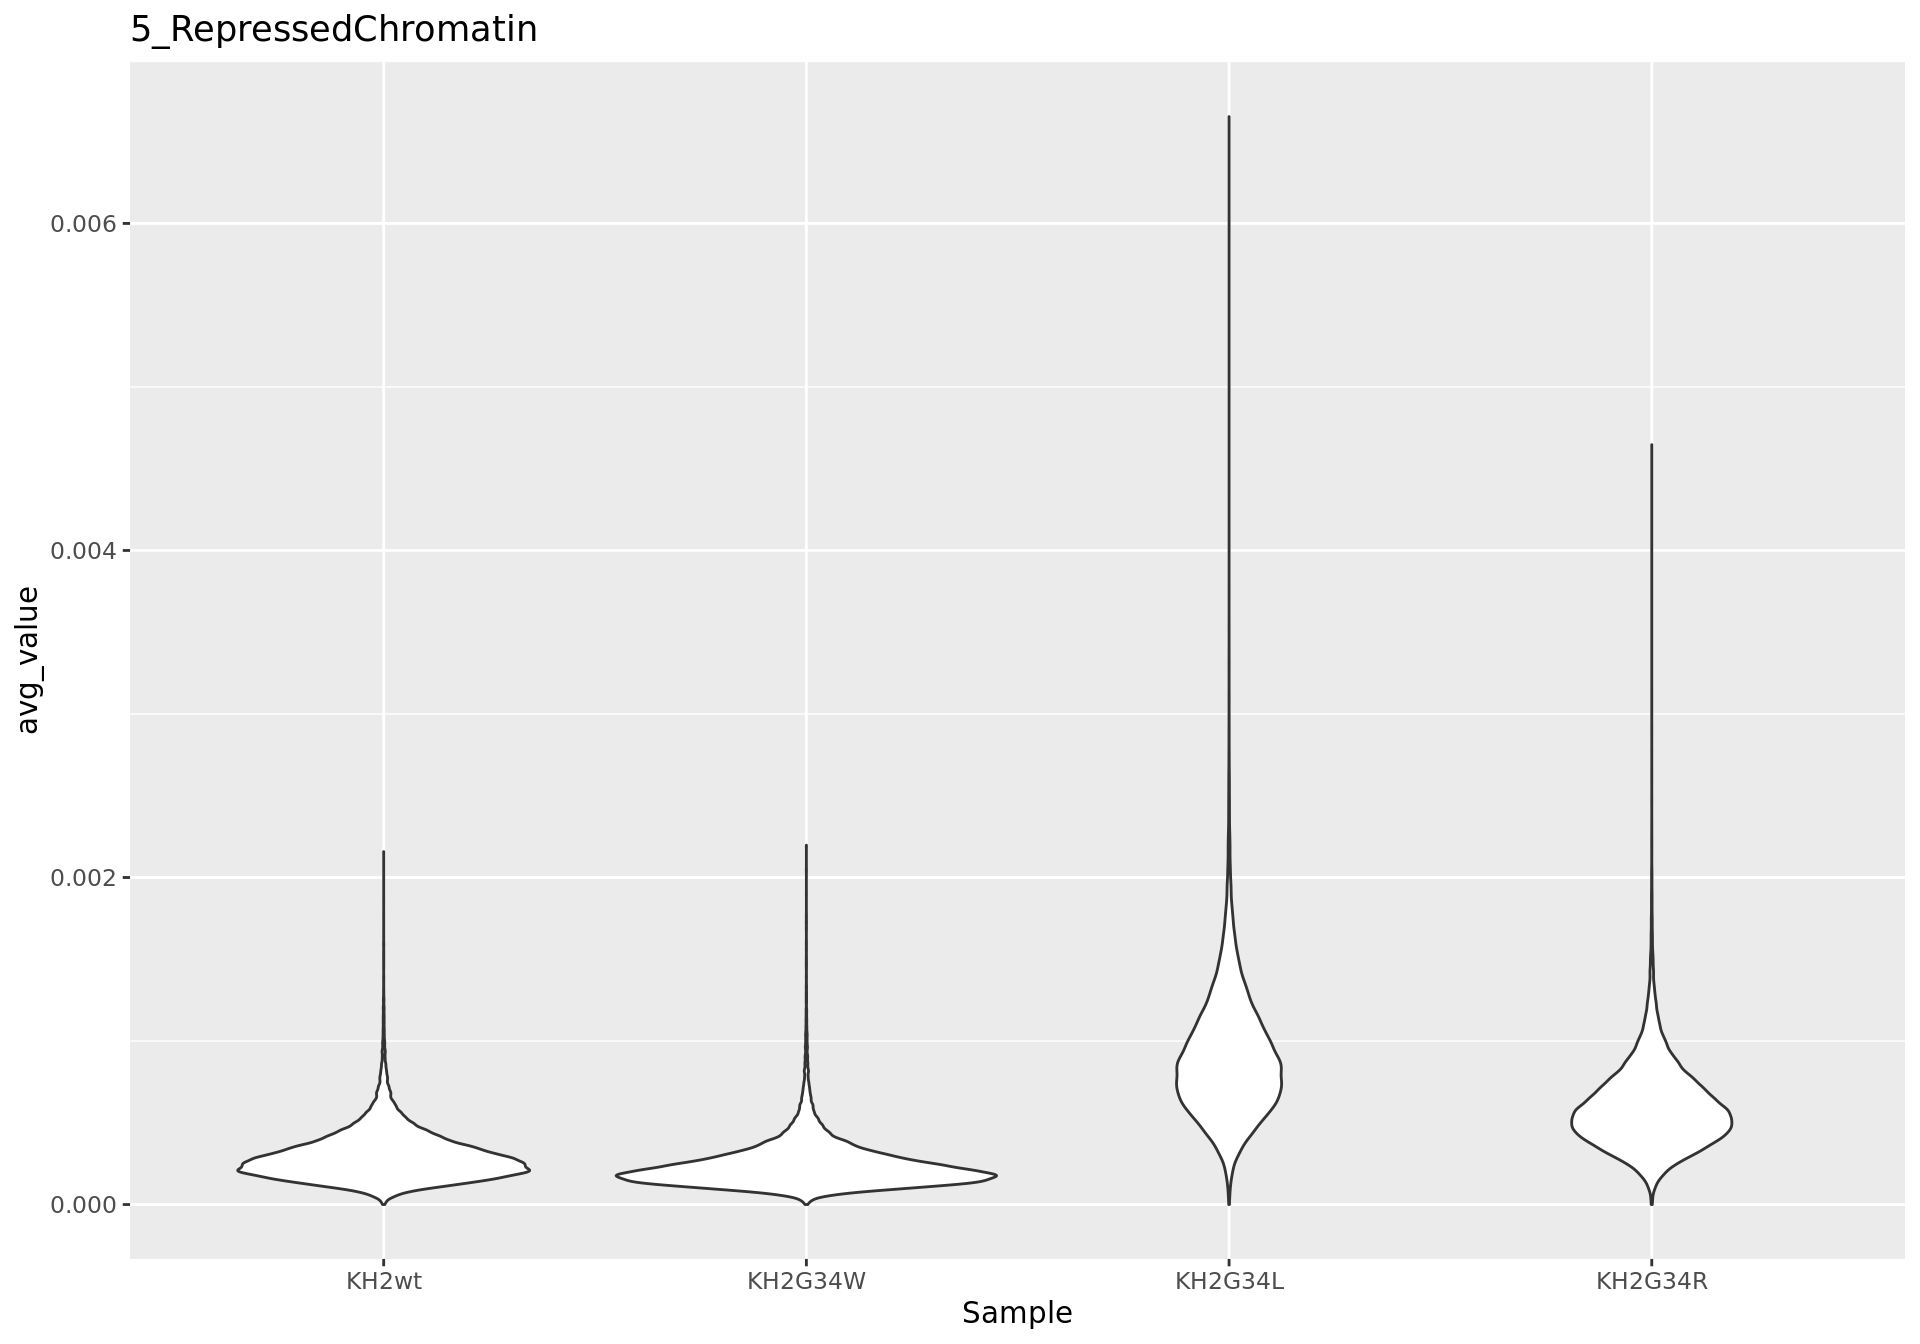 5_RepressedChromatin
avg_value
0.006
0.004
0.002
0.000
KH2wt
KH2G34W
KH2G34L
KH2G34R
Sample